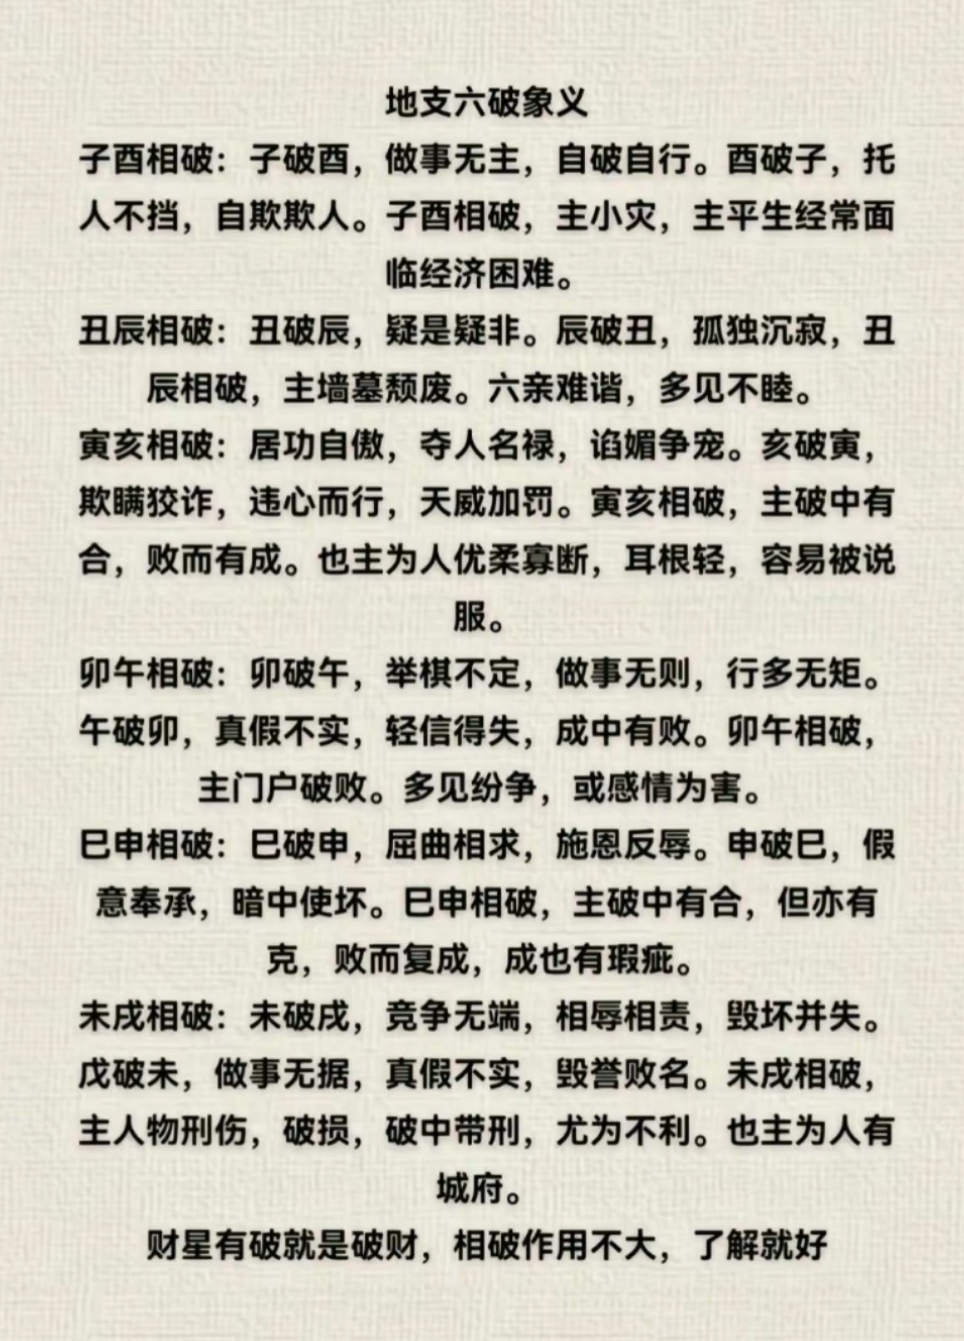 地支六破象义
子酉相破：子破酉，做事无主，自破自行。酉破子，托
人不挡，自欺欺人。子酉相破，主小灾，主平生经常面
临经济困难。
丑辰相破：丑破辰，疑是疑非。辰破丑，孤独沉寂，丑
辰相破，主墙墓颓废。六亲难谐，多见不睦。
寅亥相破：居功自傲，夺人名禄，谄媚争宠。亥破寅，
欺瞒狡诈，违心而行，天威加罚。寅亥相破，主破中有
合，败而有成。也主为人优柔寡断，耳根轻，容易被说
服。
卯午相破：卯破午，举棋不定，做事无则，行多无矩。
午破卯，真假不实，轻信得失，成中有败。卯午相破，
主门户破败。多见纷争，或感情为害。
巳申相破：巳破申，屈曲相求，施恩反辱。申破巳，假
意奉承，暗中使坏。巳申相破，主破中有合，但亦有
克，败而复成，成也有瑕疵。
未戌相破：未破戌，竞争无端，相辱相责，毁坏并失。
戊破未，做事无据，真假不实，毁誉败名。未戌相破，
主人物刑伤，破损，破中带刑，尤为不利。也主为人有
城府。
财星有破就是破财，相破作用不大，了解就好